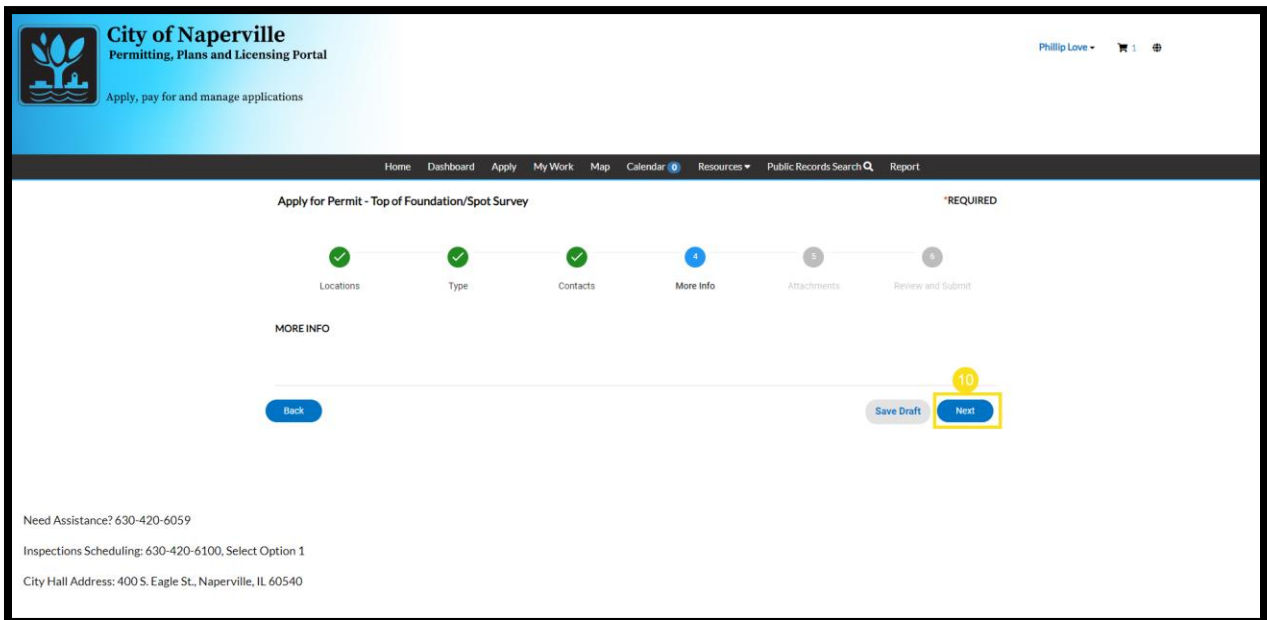 City of Naperville
Permitting, Plans and Licensing Portal
Apply, pay for and manage applications
Phillip Love 1
Home Dashboard Apply My Work Map Calendar 0 Resources Public Records Search Report
Apply for Permit - Top of Foundation/Spot Survey *REQUIRED
4 5 6
Locations Type Contacts More Info Attachments Review and Submit
MORE INFO
10
Back Save Draft Next
Need Assistance? 630-420-6059
Inspections Scheduling: 630-420-6100, Select Option 1
City Hall Address: 400 S. Eagle St., Naperville, IL 60540